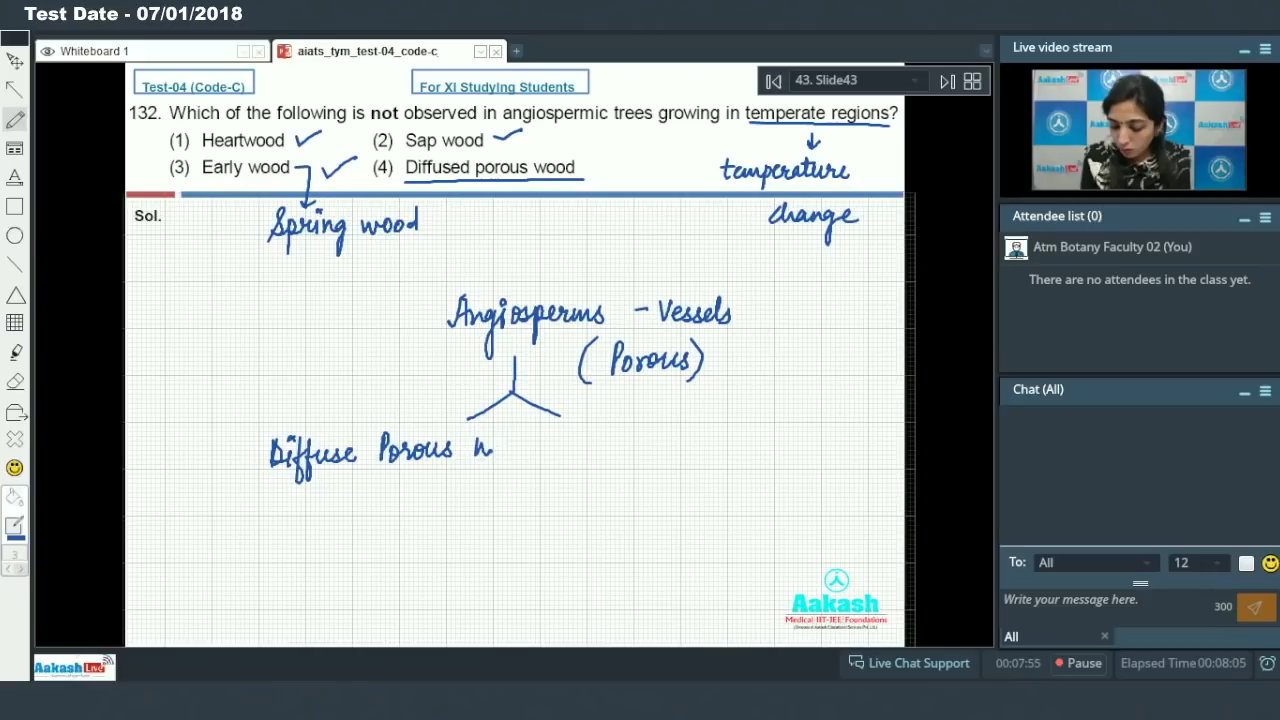 Test Date - 07/01/2018
Whiteboard 1
aiats_tym_test-04_code-c
Test-04 (Code-C)
For XI Studying Students
43. Slide43
132. Which of the following is not observed in angiospermic trees growing in temperate regions?
(1) Heartwood (2) Sap wood
(3) Early wood (4) Diffused porous wood
temperature
change
Sol.
Spring wood
Angiosperms - Vessels
(Porous)
Diffuse Porous
Aakash
Medical|IIT-JEE|Foundations
Live video stream
Attendee list (0)
Atm Botany Faculty 02 (You)
There are no attendees in the class yet.
Chat (All)
To: All 12
Write your message here. 300
All
3
Aakash Live
Live Chat Support 00:07:55 Pause Elapsed Time 00:08:05